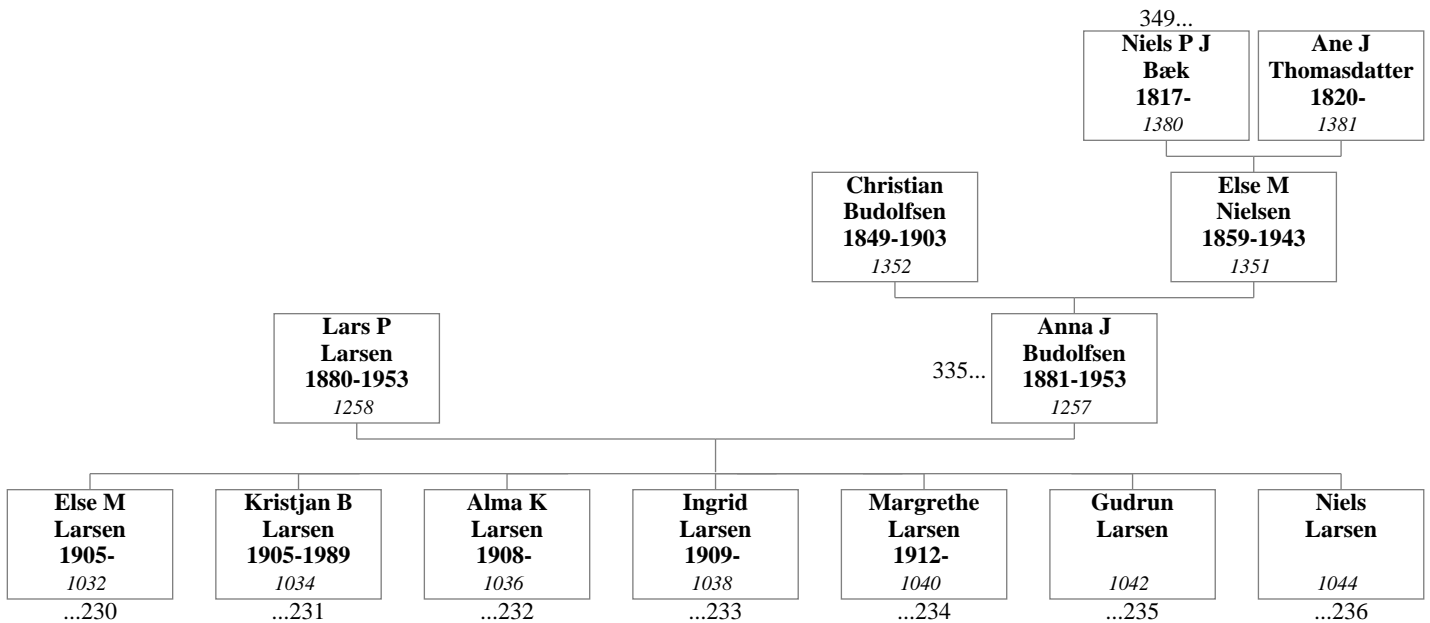 349...
Niels P J
Bæk
1817-
1380
Ane J
Thomasdatter
1820-
1381
Christian
Budolfsen
1849-1903
1352
Else M
Nielsen
1859-1943
1351
Lars P
Larsen
1880-1953
1258
335...
Anna J
Budolfsen
1881-1953
1257
Else M
Larsen
1905-
1032
...230
Kristjan B
Larsen
1905-1989
1034
...231
Alma K
Larsen
1908-
1036
...232
Ingrid
Larsen
1909-
1038
...233
Margrethe
Larsen
1912-
1040
...234
Gudrun
Larsen
1042
...235
Niels
Larsen
1044
...236